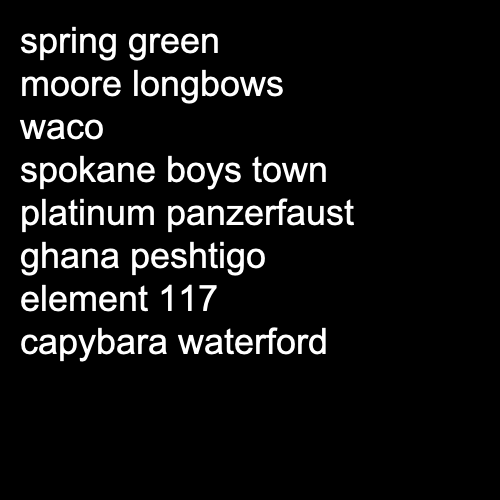 spring green
moore longbows
waco
spokane boys town
platinum panzerfaust
ghana peshtigo
element 117
capybara waterford